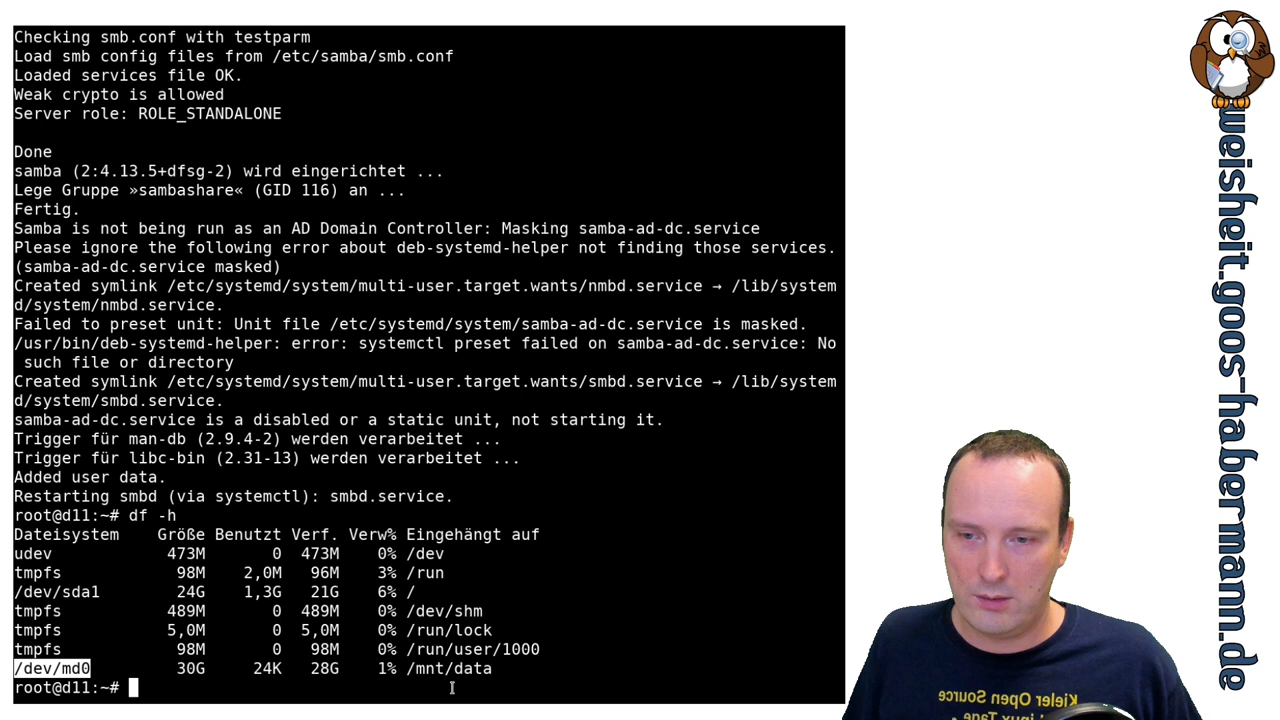 Checking smb.conf with testparm
Load smb config files from /etc/samba/smb.conf
Loaded services file OK.
Weak crypto is allowed
Server role: ROLE_STANDALONE
Done
samba (2:4.13.5+dfsg-2) wird eingerichtet ...
Lege Gruppe »sambashare« (GID 116) an ...
Fertig.
Samba is not being run as an AD Domain Controller: Masking samba-ad-dc.service
Please ignore the following error about deb-systemd-helper not finding those services.
(samba-ad-dc.service masked)
Created symlink /etc/systemd/system/multi-user.target.wants/nmbd.service → /lib/system
d/system/nmbd.service.
Failed to preset unit: Unit file /etc/systemd/system/samba-ad-dc.service is masked.
/usr/bin/deb-systemd-helper: error: systemctl preset failed on samba-ad-dc.service: No
such file or directory
Created symlink /etc/systemd/system/multi-user.target.wants/smbd.service → /lib/system
d/system/smbd.service.
samba-ad-dc.service is a disabled or a static unit, not starting it.
Trigger für man-db (2.9.4-2) werden verarbeitet ...
Trigger für libc-bin (2.31-13) werden verarbeitet ...
Added user data.
Restarting smbd (via systemctl): smbd.service.
root@d11:~# df -h
Dateisystem Größe Benutzt Verf. Verw% Eingehängt auf
udev 473M 0 473M 0% /dev
tmpfs 98M 2,0M 96M 3% /run
/dev/sda1 24G 1,3G 21G 6% /
tmpfs 489M 0 489M 0% /dev/shm
tmpfs 5,0M 0 5,0M 0% /run/lock
tmpfs 98M 0 98M 0% /run/user/1000
/dev/md0 30G 24K 28G 1% /mnt/data
root@d11:~#
weisheit.goos-habermann.de
Kieler Open Source
Linux Tage